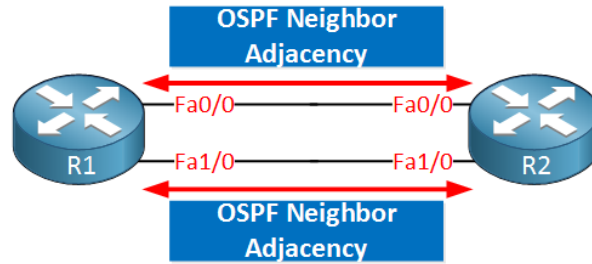 OSPF Neighbor
Adjacency
Fa0/0 Fa0/0
R1 Fa1/0 Fa1/0 R2
OSPF Neighbor
Adjacency